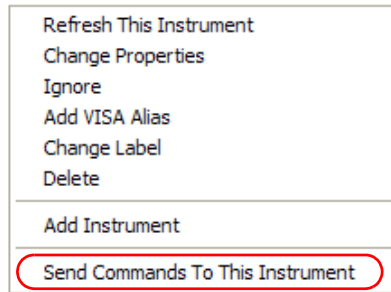 Refresh This Instrument
Change Properties
Ignore
Add VISA Alias
Change Label
Delete
Add Instrument
Send Commands To This Instrument